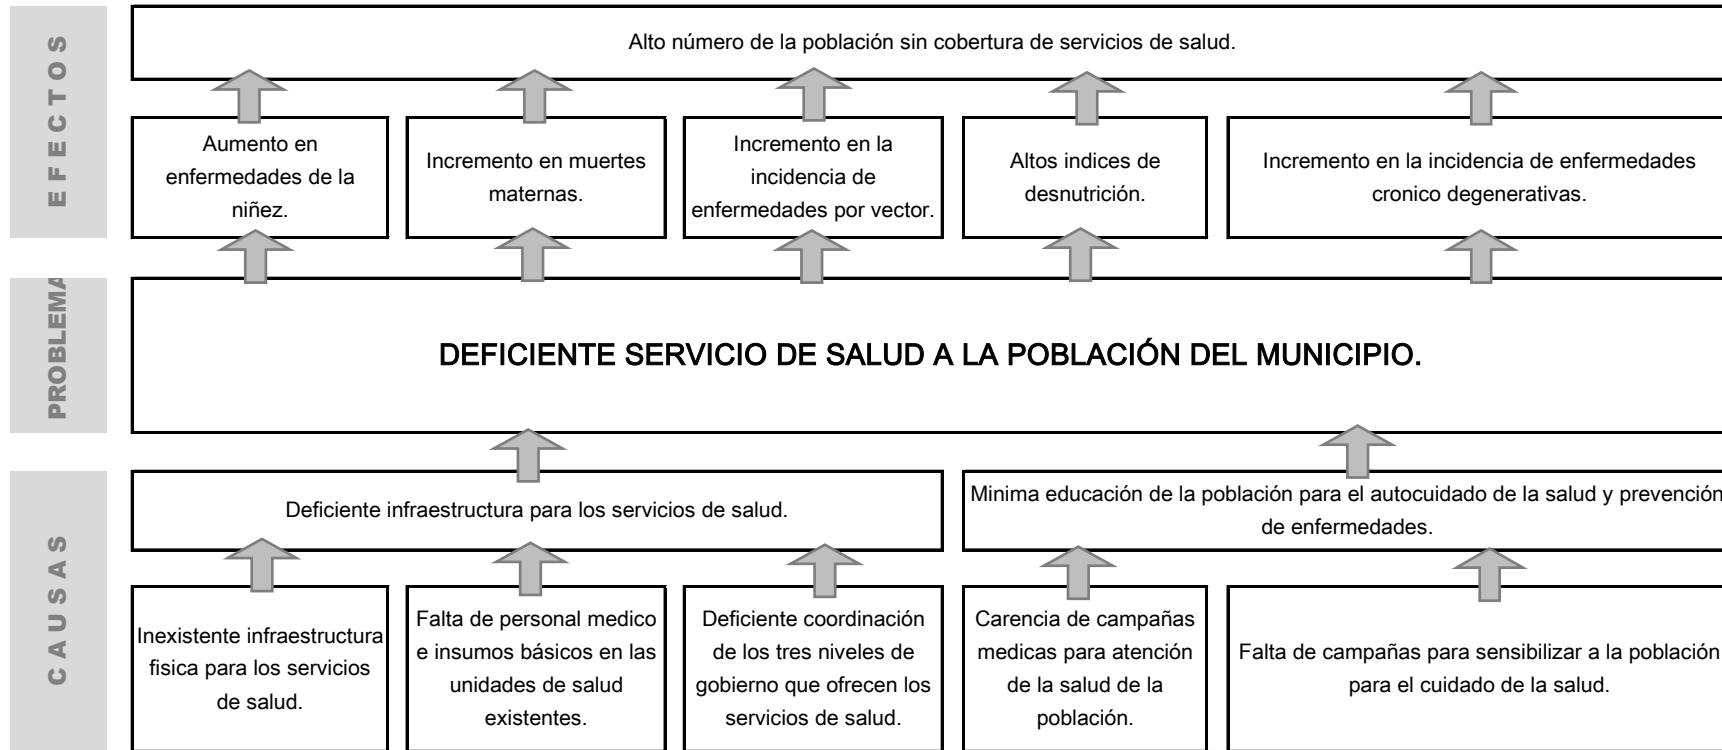 EFECTOS
Alto número de la población sin cobertura de servicios de salud.
Aumento en
enfermedades de la
niñez.
Incremento en muertes
maternas.
Incremento en la
incidencia de
enfermedades por vector.
Altos indices de
desnutrición.
Incremento en la incidencia de enfermedades
cronico degenerativas.
PROBLEMA
DEFICIENTE SERVICIO DE SALUD A LA POBLACIÓN DEL MUNICIPIO.
CAUSAS
Deficiente infraestructura para los servicios de salud.
Minima educación de la población para el autocuidado de la salud y prevención
de enfermedades.
Inexistente infraestructura
fisica para los servicios
de salud.
Falta de personal medico
e insumos básicos en las
unidades de salud
existentes.
Deficiente coordinación
de los tres niveles de
gobierno que ofrecen los
servicios de salud.
Carencia de campañas
medicas para atención
de la salud de la
población.
Falta de campañas para sensibilizar a la población
para el cuidado de la salud.